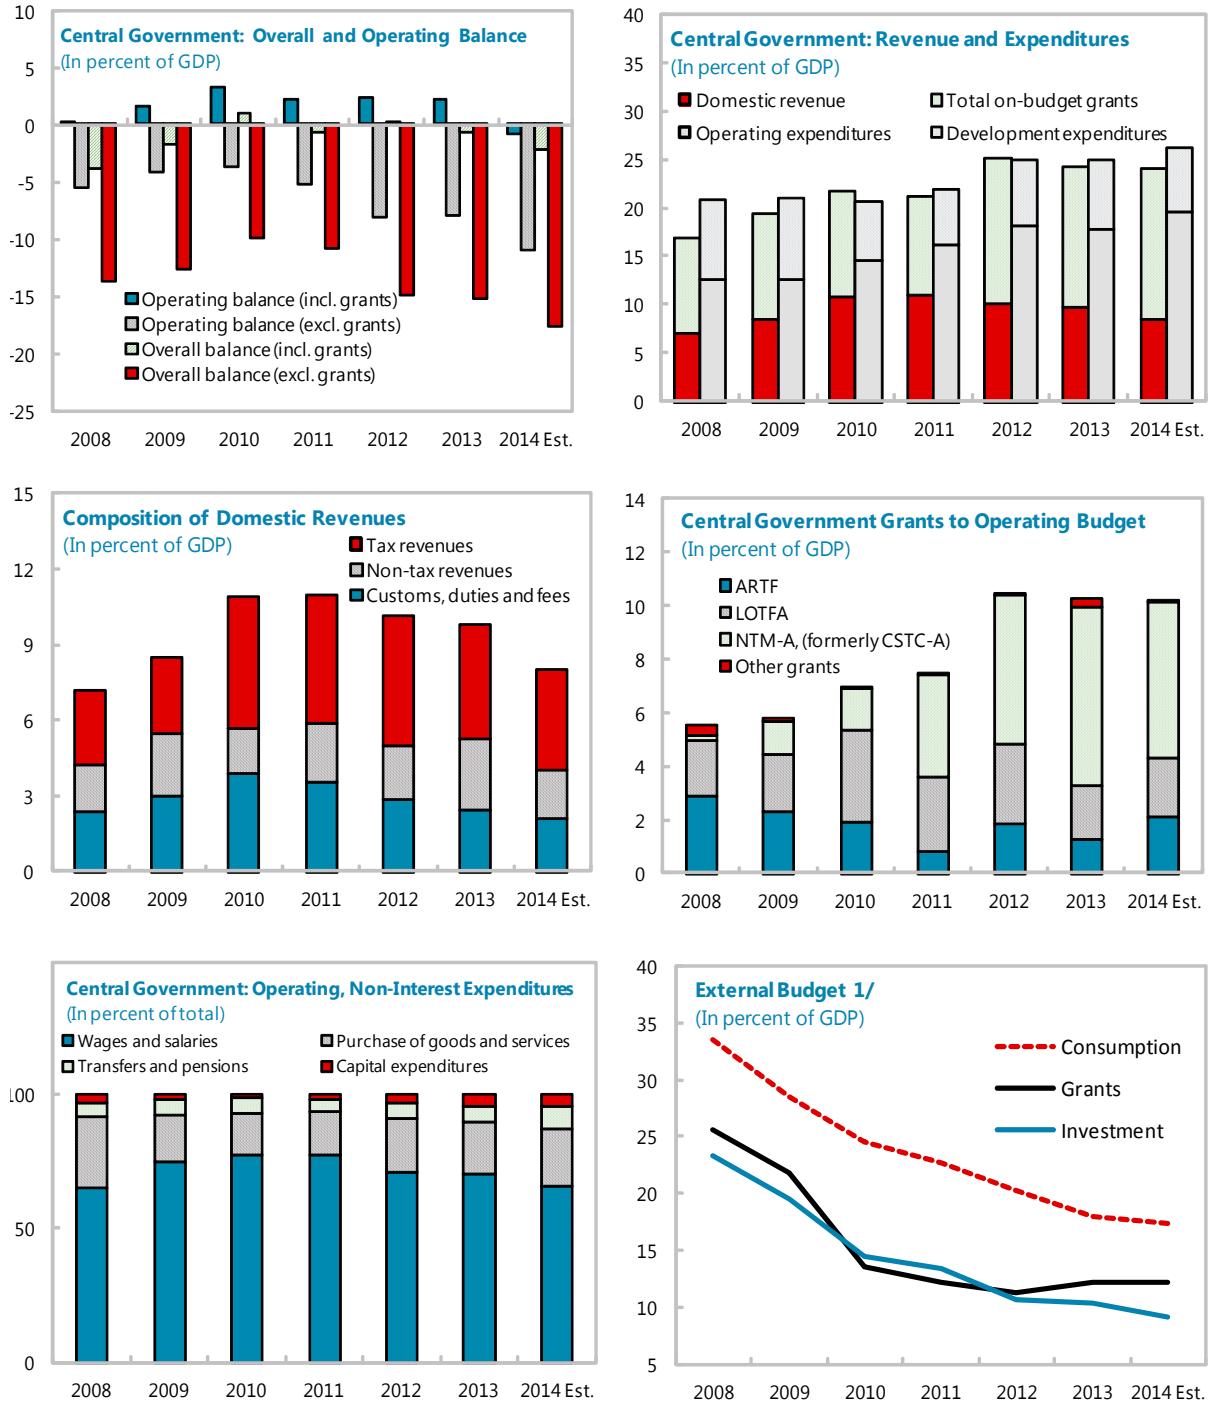 Central Government: Overall and Operating Balance
(In percent of GDP)
10
5
0
-5
-10
-15
-20
-25
Operating balance (incl. grants)
Operating balance (excl. grants)
Overall balance (incl. grants)
Overall balance (excl. grants)
2008 2009 2010 2011 2012 2013 2014 Est.
Central Government: Revenue and Expenditures
(In percent of GDP)
Domestic revenue Total on-budget grants
Operating expenditures Development expenditures
40
35
30
25
20
15
10
5
0
2008 2009 2010 2011 2012 2013 2014 Est.
Composition of Domestic Revenues
(In percent of GDP)
Tax revenues
Non-tax revenues
Customs, duties and fees
15
12
9
6
3
0
2008 2009 2010 2011 2012 2013 2014 Est.
Central Government Grants to Operating Budget
(In percent of GDP)
ARTF
LOTFA
NTM-A, (formerly CSTC-A)
Other grants
14
12
10
8
6
4
2
0
2008 2009 2010 2011 2012 2013 2014 Est.
Central Government: Operating, Non-Interest Expenditures
(In percent of total)
Wages and salaries Purchase of goods and services
Transfers and pensions Capital expenditures
100
50
0
2008 2009 2010 2011 2012 2013 2014 Est.
External Budget 1/
(In percent of GDP)
Consumption
Grants
Investment
40
35
30
25
20
15
10
5
2008 2009 2010 2011 2012 2013 2014 Est.